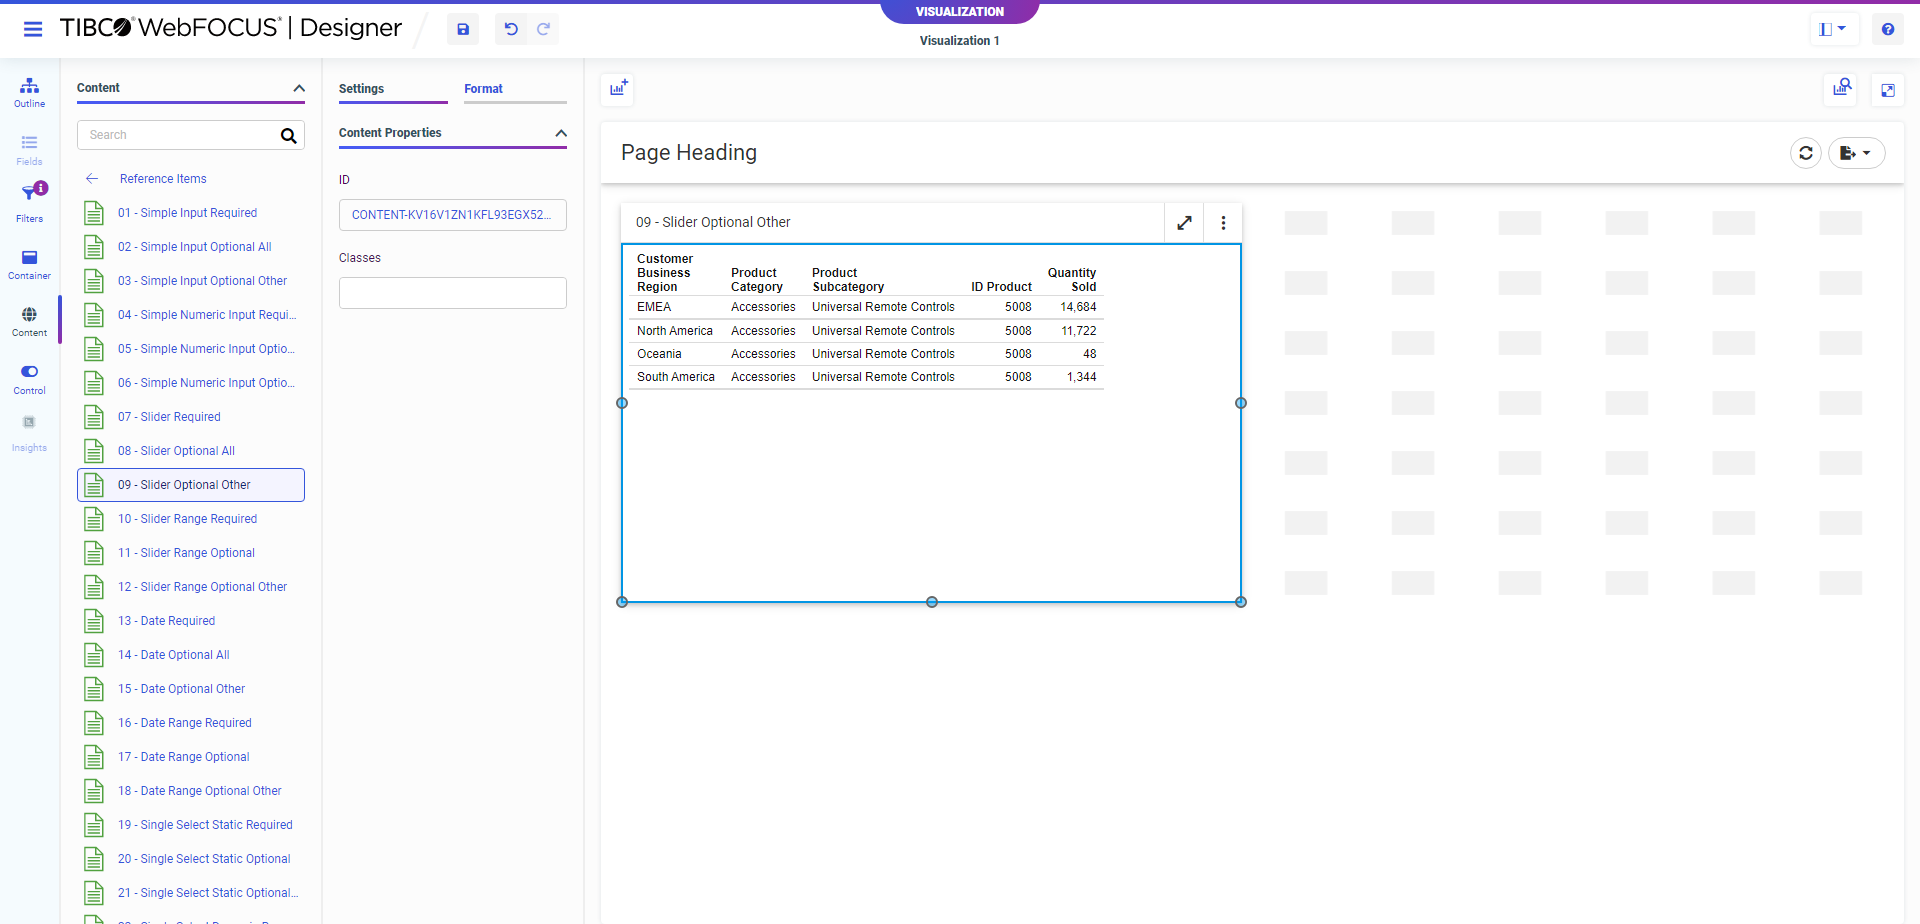 TIBCO WebFOCUS | Designer
VISUALIZATION
Visualization 1
Outline
Fields
Filters
Container
Content
Control
Insights
Content
Search
Reference Items
01 - Simple Input Required
02 - Simple Input Optional All
03 - Simple Input Optional Other
04 - Simple Numeric Input Requi...
05 - Simple Numeric Input Optio...
06 - Simple Numeric Input Optio...
07 - Slider Required
08 - Slider Optional All
09 - Slider Optional Other
10 - Slider Range Required
11 - Slider Range Optional
12 - Slider Range Optional Other
13 - Date Required
14 - Date Optional All
15 - Date Optional Other
16 - Date Range Required
17 - Date Range Optional
18 - Date Range Optional Other
19 - Single Select Static Required
20 - Single Select Static Optional
21 - Single Select Static Optional...
Settings Format
Content Properties
ID
CONTENT-KV16V1ZN1KFL93EGX52...
Classes
Page Heading
09 - Slider Optional Other
Customer
Business Product Product Quantity
Region Category Subcategory ID Product Sold
EMEA Accessories Universal Remote Controls 5008 14,684
North America Accessories Universal Remote Controls 5008 11,722
Oceania Accessories Universal Remote Controls 5008 48
South America Accessories Universal Remote Controls 5008 1,344